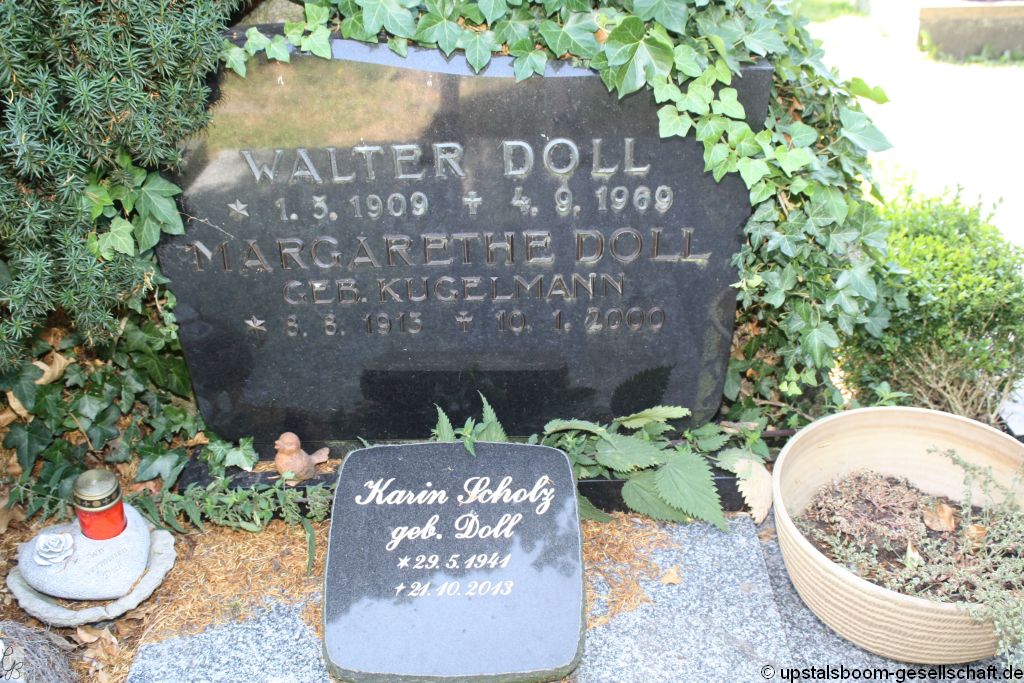 WALTER DOLL
* 1. 3. 1909 ✝ 4. 9. 1969
MARGARETHE DOLL
GEB. KUGELMANN
* 8. 8. 1913 ✝ 10. 1. 2000
Karin Scholz
geb. Doll
* 29. 5. 1941
✝ 21. 10. 2013
© upstalsboom-gesellschaft.de